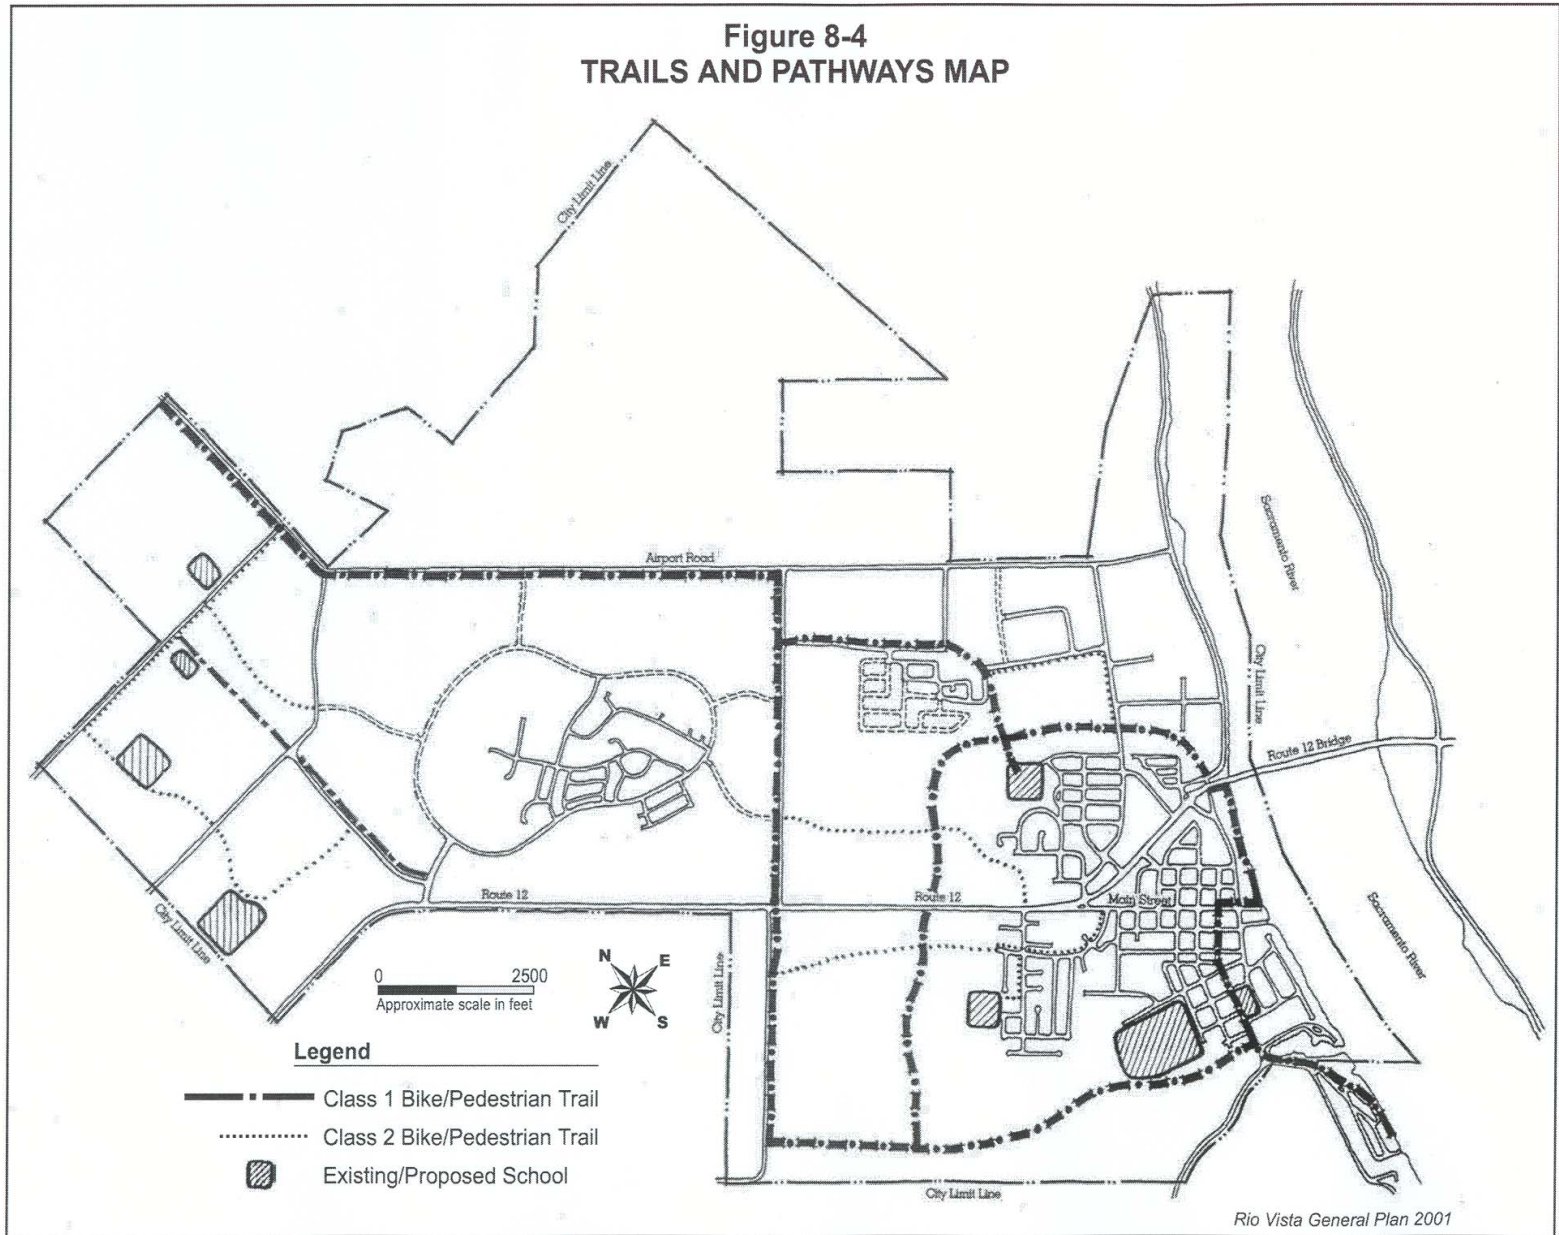 Figure 8-4
TRAILS AND PATHWAYS MAP
City Limit Line
Sacramento River
Airport Road
City Limit Line
Route 12 Bridge
Route 12
Route 12
Main Street
City Limit Line
Sacramento River
City Limit Line
0 2500
Approximate scale in feet
N E
W S
Legend
Class 1 Bike/Pedestrian Trail
Class 2 Bike/Pedestrian Trail
Existing/Proposed School
City Limit Line
Rio Vista General Plan 2001